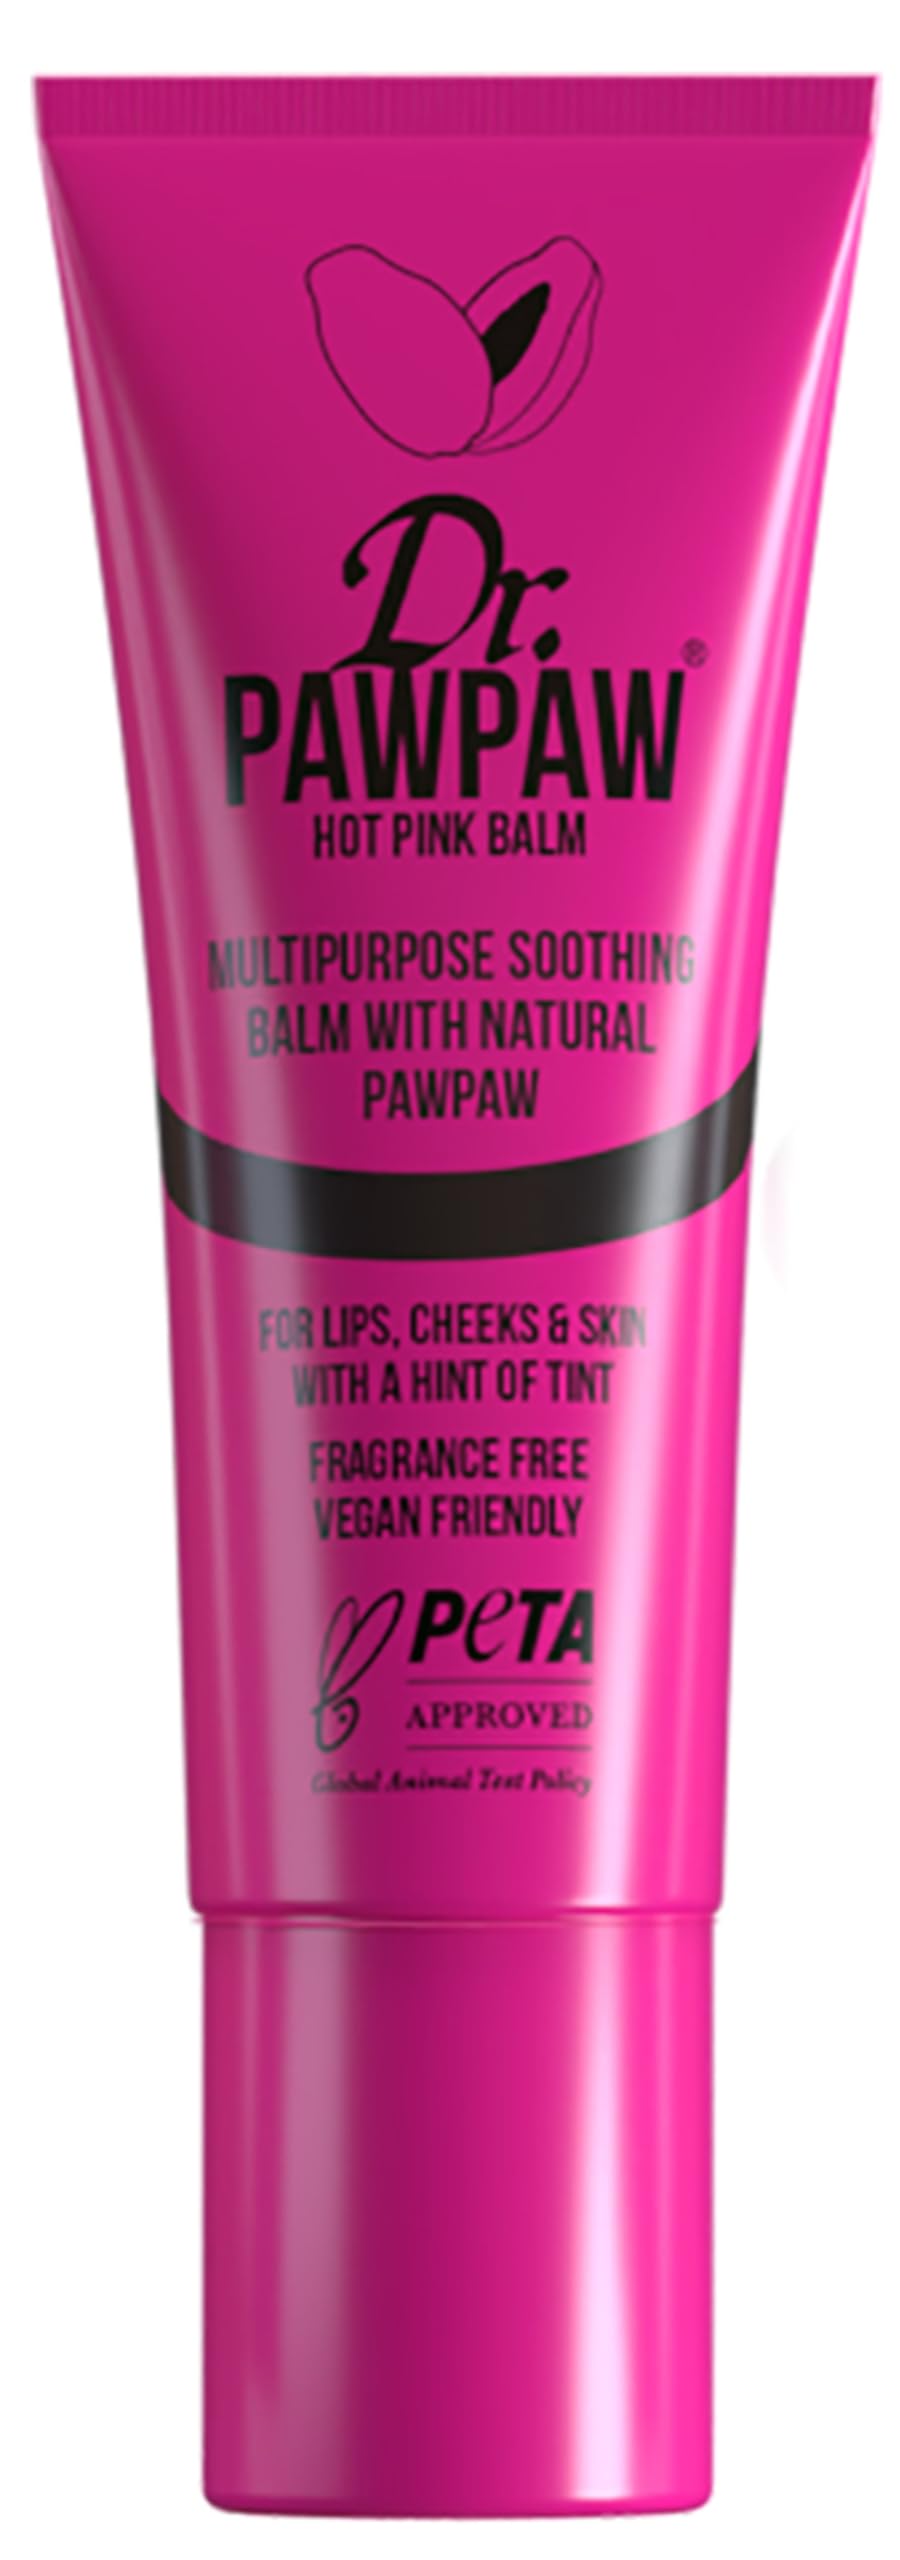 Dr.
PAWPAW®
HOT PINK BALM
MULTIPURPOSE SOOTHING
BALM WITH NATURAL
PAWPAW
FOR LIPS, CHEEKS & SKIN
WITH A HINT OF TINT
FRAGRANCE FREE
VEGAN FRIENDLY
PeTA
APPROVED
Global Animal Test Policy